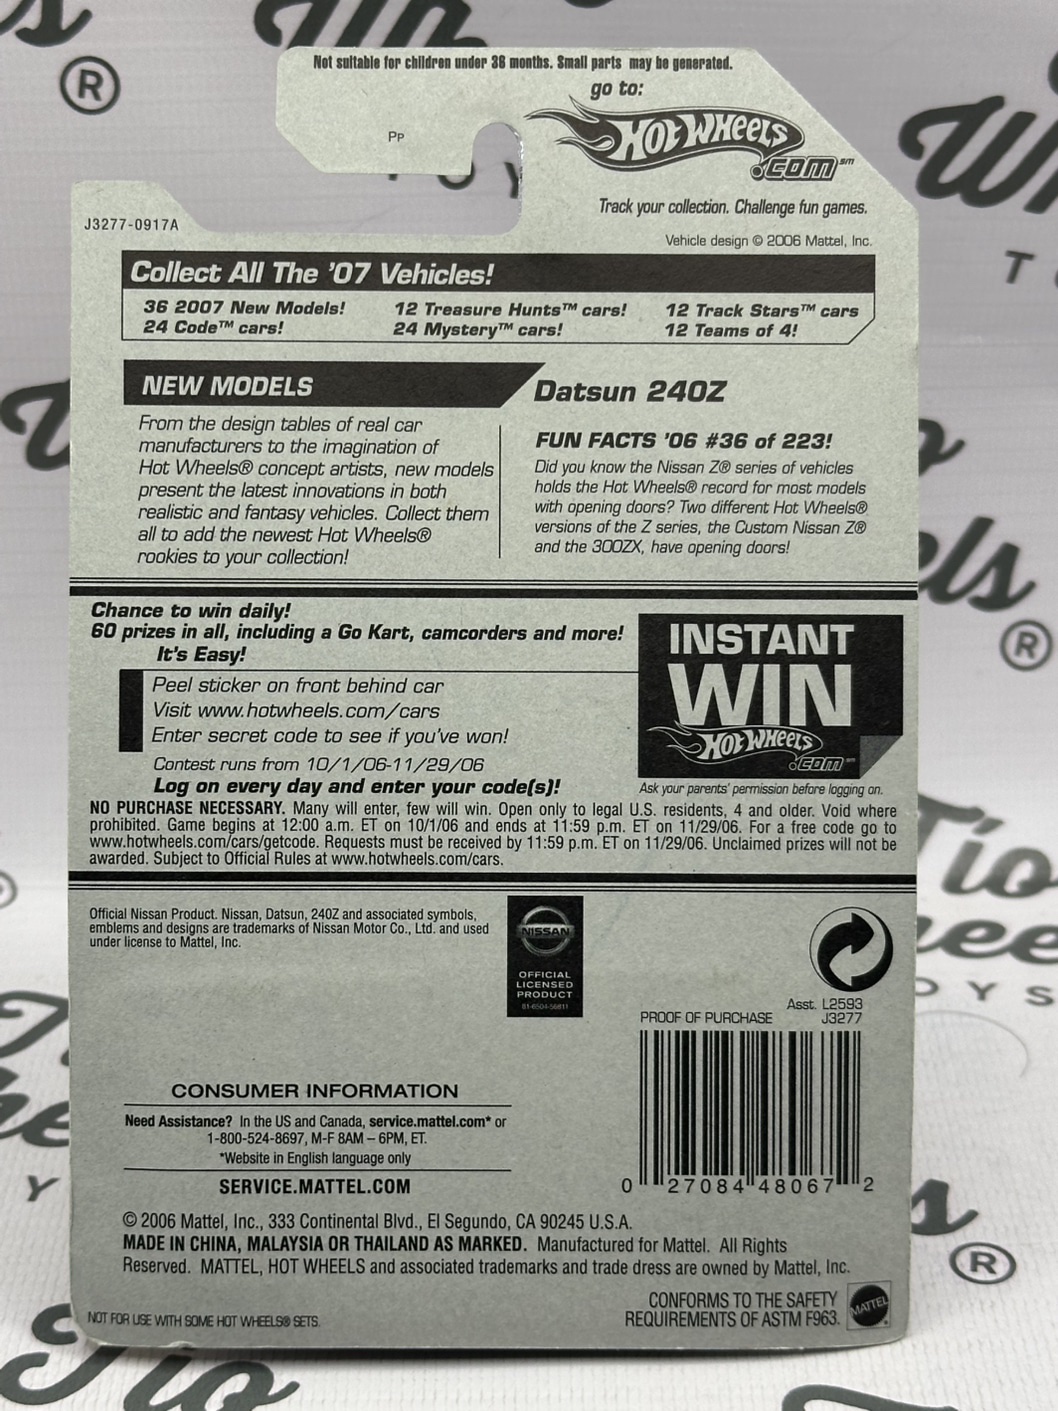 Not suitable for children under 36 months. Small parts may be generated.
go to:
Hot Wheels
.com℠
Pp
Track your collection. Challenge fun games.
J3277-0917A
Vehicle design © 2006 Mattel, Inc.
Collect All The '07 Vehicles!
36 2007 New Models! 12 Treasure Hunts™ cars! 12 Track Stars™ cars
24 Code™ cars! 24 Mystery™ cars! 12 Teams of 4!
NEW MODELS
From the design tables of real car
manufacturers to the imagination of
Hot Wheels® concept artists, new models
present the latest innovations in both
realistic and fantasy vehicles. Collect them
all to add the newest Hot Wheels®
rookies to your collection!
Datsun 240Z
FUN FACTS '06 #36 of 223!
Did you know the Nissan Z® series of vehicles
holds the Hot Wheels® record for most models
with opening doors? Two different Hot Wheels®
versions of the Z series, the Custom Nissan Z®
and the 300ZX, have opening doors!
Chance to win daily!
60 prizes in all, including a Go Kart, camcorders and more!
It's Easy!
Peel sticker on front behind car
Visit www.hotwheels.com/cars
Enter secret code to see if you've won!
Contest runs from 10/1/06-11/29/06
Log on every day and enter your code(s)!
INSTANT
WIN
Hot Wheels
.com℠
Ask your parents' permission before logging on.
NO PURCHASE NECESSARY. Many will enter, few will win. Open only to legal U.S. residents, 4 and older. Void where
prohibited. Game begins at 12:00 a.m. ET on 10/1/06 and ends at 11:59 p.m. ET on 11/29/06. For a free code go to
www.hotwheels.com/cars/getcode. Requests must be received by 11:59 p.m. ET on 11/29/06. Unclaimed prizes will not be
awarded. Subject to Official Rules at www.hotwheels.com/cars.
Official Nissan Product. Nissan, Datsun, 240Z and associated symbols,
emblems and designs are trademarks of Nissan Motor Co., Ltd. and used
under license to Mattel, Inc.
NISSAN
OFFICIAL
LICENSED
PRODUCT
61-6504-56811
Asst. L2593
PROOF OF PURCHASE J3277
0 27084 48067 2
CONSUMER INFORMATION
Need Assistance? In the US and Canada, service.mattel.com* or
1-800-524-8697, M-F 8AM – 6PM, ET.
*Website in English language only
SERVICE.MATTEL.COM
© 2006 Mattel, Inc., 333 Continental Blvd., El Segundo, CA 90245 U.S.A.
MADE IN CHINA, MALAYSIA OR THAILAND AS MARKED. Manufactured for Mattel. All Rights
Reserved. MATTEL, HOT WHEELS and associated trademarks and trade dress are owned by Mattel, Inc.
NOT FOR USE WITH SOME HOT WHEELS® SETS.
CONFORMS TO THE SAFETY
REQUIREMENTS OF ASTM F963.
MATTEL
Tio